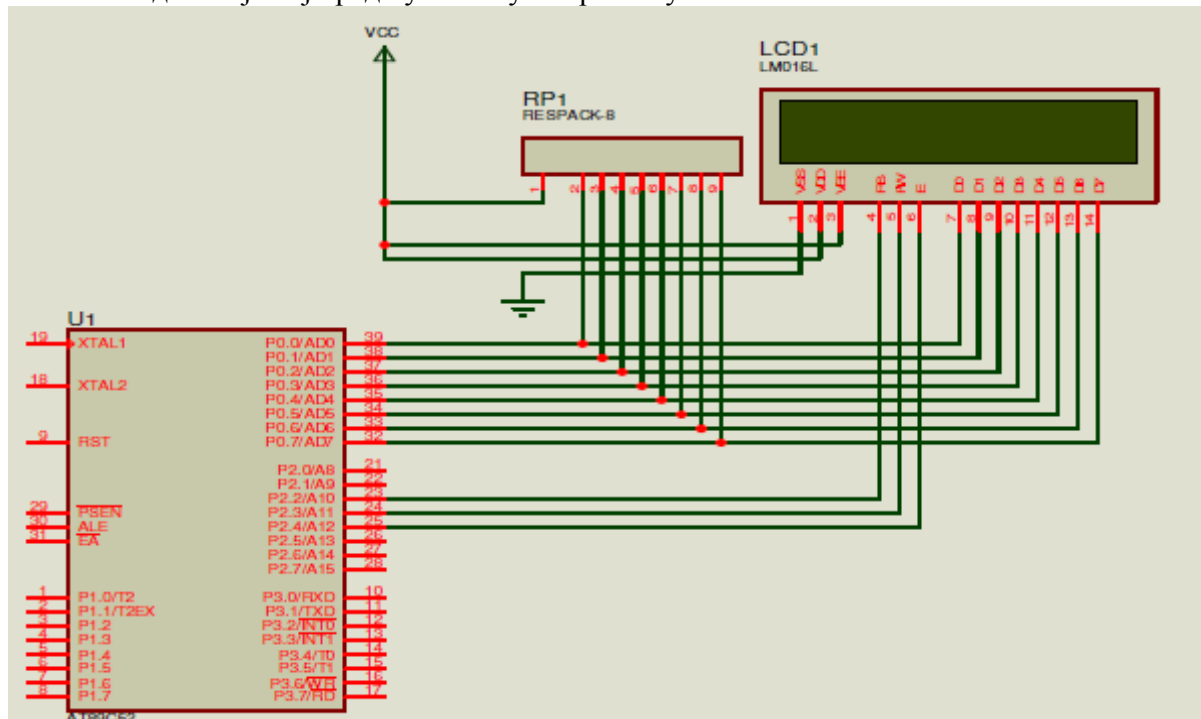 VCC
LCD1
LM016L
RP1
RESPACK-8
1 2 3 4 5 6 7 8 9
VSS VDD VEE RS RW E D0 D1 D2 D3 D4 D5 D6 D7
1 2 3 4 5 6 7 8 9 10 11 12 13 14
U1
19 XTAL1 P0.0/AD0 39
P0.1/AD1 38
P0.2/AD2 37
18 XTAL2 P0.3/AD3 36
P0.4/AD4 35
P0.5/AD5 34
P0.6/AD6 33
9 RST P0.7/AD7 32
P2.0/A8 21
P2.1/A9 22
P2.2/A10 23
29 PSEN P2.3/A11 24
30 ALE P2.4/A12 25
31 EA P2.5/A13 26
P2.6/A14 27
P2.7/A15 28
1 P1.0/T2 P3.0/RXD 10
2 P1.1/T2EX P3.1/TXD 11
3 P1.2 P3.2/INT0 12
4 P1.3 P3.3/INT1 13
5 P1.4 P3.4/T0 14
6 P1.5 P3.5/T1 15
7 P1.6 P3.6/WR 16
8 P1.7 P3.7/RD 17
AT89C52